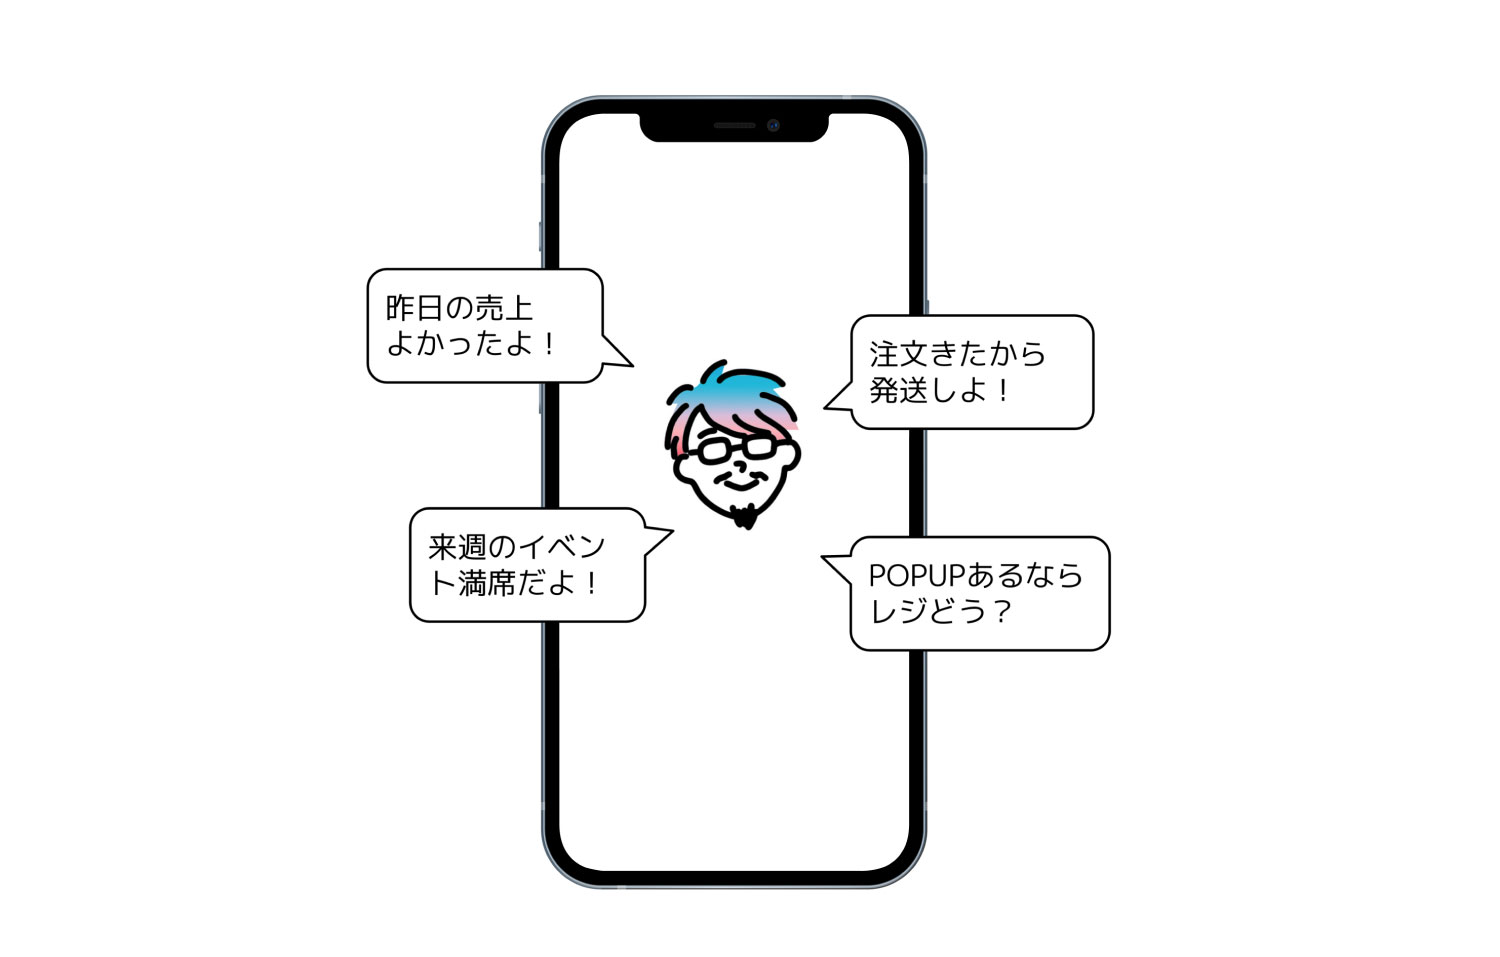 昨日の売上
よかったよ！
注文きたから
発送しよ！
来週のイベン
ト満席だよ！
POPUPあるなら
レジどう？